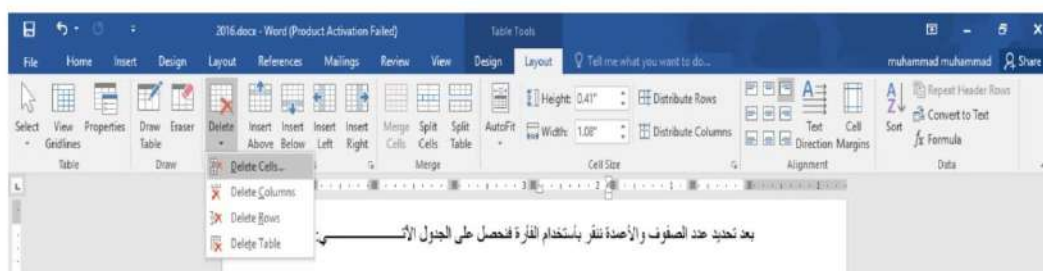 2016.docx - Word (Product Activation Failed) Table Tools
File Home Insert Design Layout References Mailings Review View Design Layout Tell me what you want to do... muhammad muhammad Share
Select View Gridlines Properties Draw Table Eraser Delete Insert Above Insert Below Insert Left Insert Right Merge Cells Split Cells Split Table AutoFit Height: 0.41" Width: 1.08" Distribute Rows Distribute Columns Text Direction Cell Margins Sort Repeat Header Rows Convert to Text Formula
Table Draw Merge Cell Size Alignment Data
Delete Cells...
Delete Columns
Delete Rows
Delete Table
بعد تحديد عدد الصفوف والأعمدة ننقر بأستخدام الفأرة فنحصل على الجدول الأتـــــــــــي: